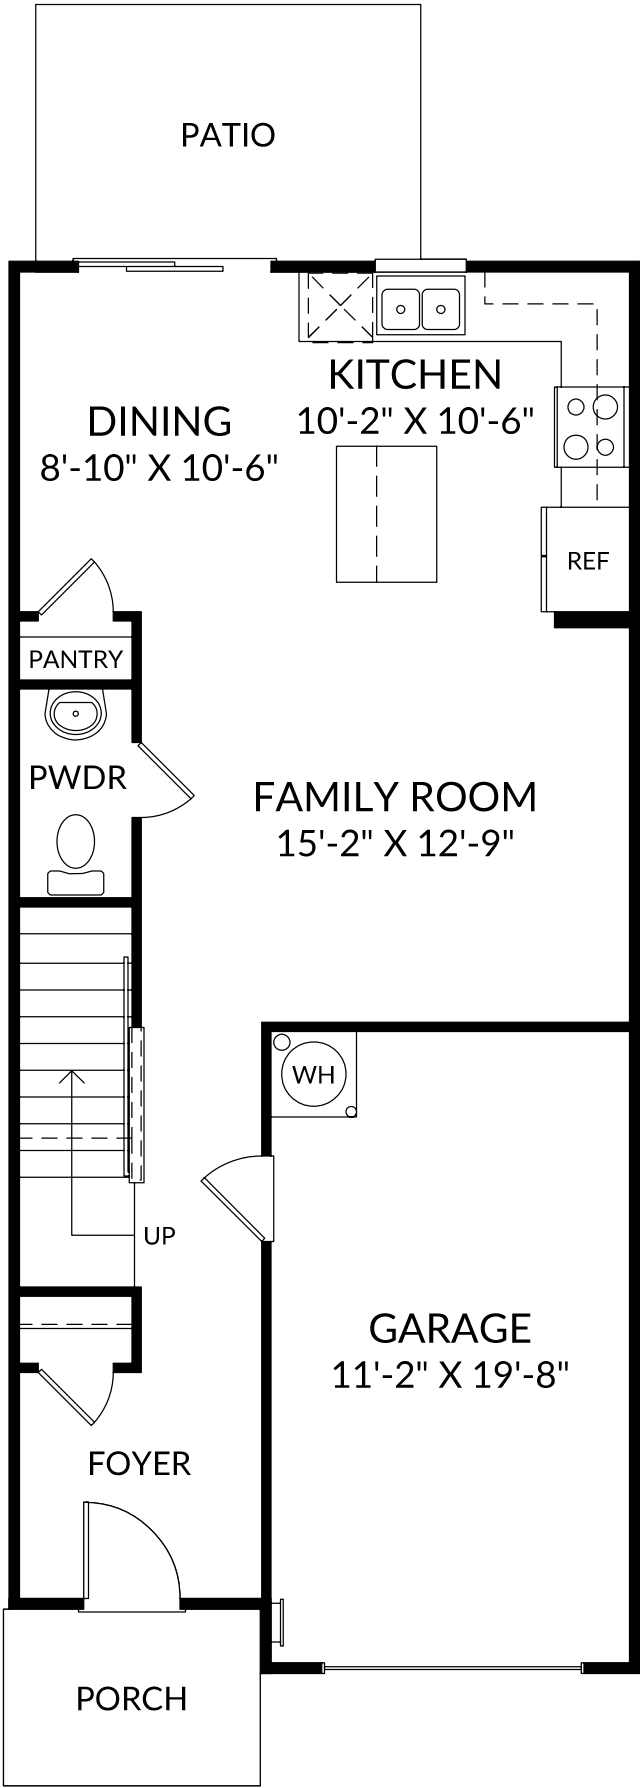 PATIO
KITCHEN
10'-2" X 10'-6"
DINING
8'-10" X 10'-6"
REF
PANTRY
PWDR
FAMILY ROOM
15'-2" X 12'-9"
WH
UP
GARAGE
11'-2" X 19'-8"
FOYER
PORCH